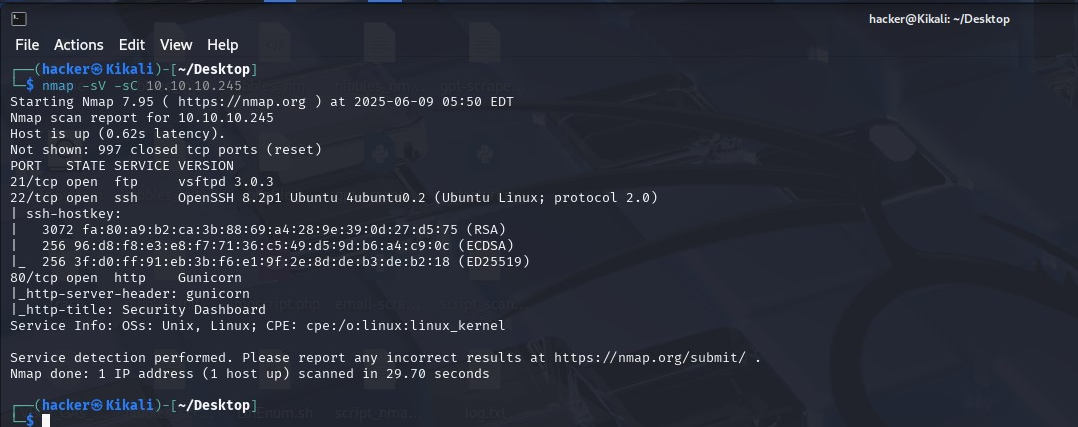 hacker@Kikali: ~/Desktop
File Actions Edit View Help
┌──(hacker㉿Kikali)-[~/Desktop]
└─$ nmap -sV -sC 10.10.10.245
Starting Nmap 7.95 ( https://nmap.org ) at 2025-06-09 05:50 EDT
Nmap scan report for 10.10.10.245
Host is up (0.62s latency).
Not shown: 997 closed tcp ports (reset)
PORT   STATE SERVICE VERSION
21/tcp open  ftp     vsftpd 3.0.3
22/tcp open  ssh     OpenSSH 8.2p1 Ubuntu 4ubuntu0.2 (Ubuntu Linux; protocol 2.0)
| ssh-hostkey:
|   3072 fa:80:a9:b2:ca:3b:88:69:a4:28:9e:39:0d:27:d5:75 (RSA)
|   256 96:d8:f8:e3:e8:f7:71:36:c5:49:d5:9d:b6:a4:c9:0c (ECDSA)
|_  256 3f:d0:ff:91:eb:3b:f6:e1:9f:2e:8d:de:b3:de:b2:18 (ED25519)
80/tcp open  http    Gunicorn
|_http-server-header: gunicorn
|_http-title: Security Dashboard
Service Info: OSs: Unix, Linux; CPE: cpe:/o:linux:linux_kernel
Service detection performed. Please report any incorrect results at https://nmap.org/submit/ .
Nmap done: 1 IP address (1 host up) scanned in 29.70 seconds
┌──(hacker㉿Kikali)-[~/Desktop]
└─$
Enum.sh script_nma... log.txt